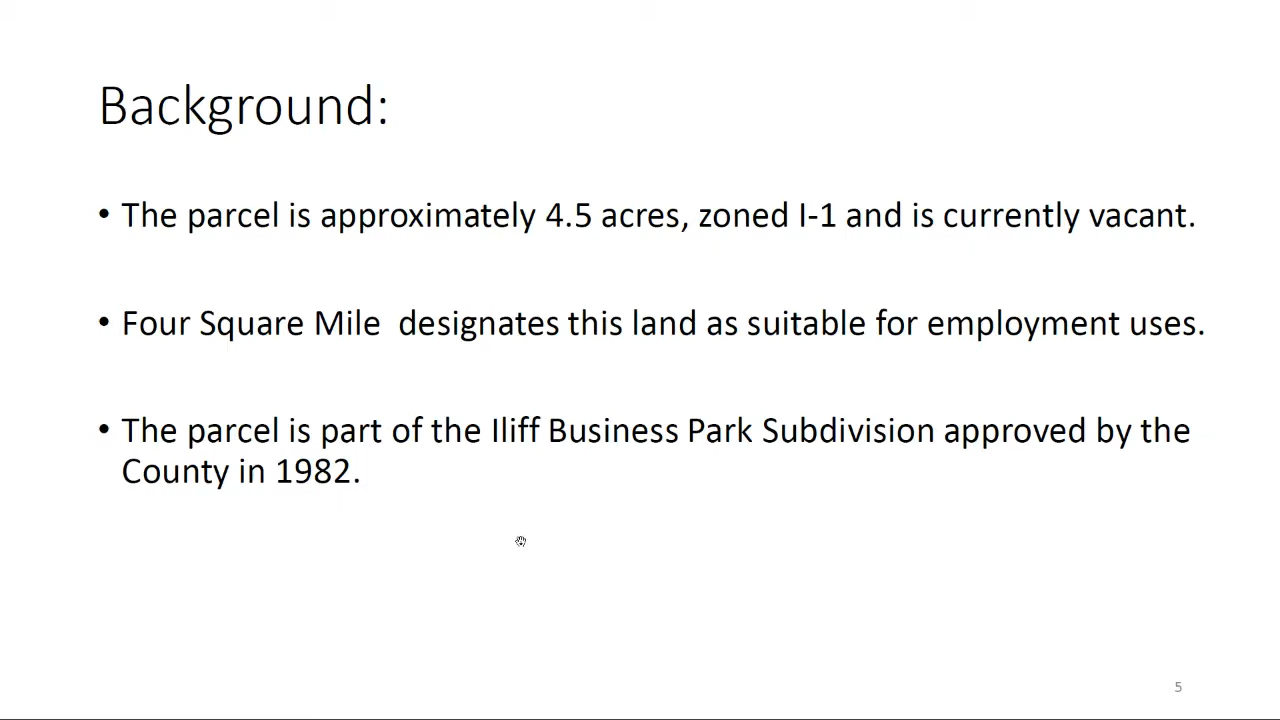 Background:
• The parcel is approximately 4.5 acres, zoned I-1 and is currently vacant.
• Four Square Mile  designates this land as suitable for employment uses.
• The parcel is part of the Iliff Business Park Subdivision approved by the
County in 1982.
5